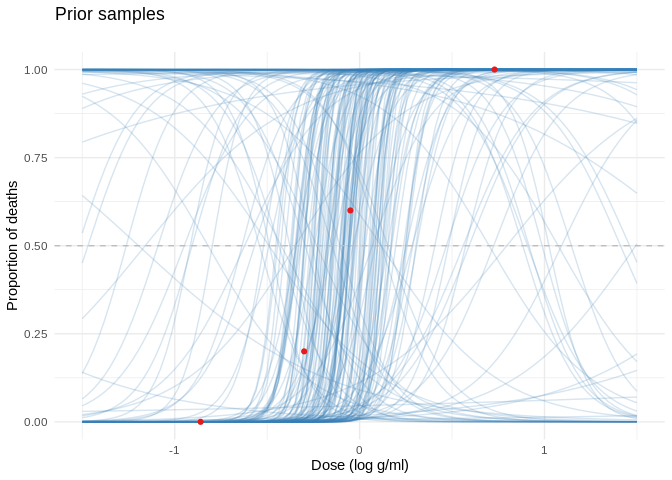 Prior samples
1.00
0.75
0.50
0.25
0.00
Proportion of deaths
-1
0
1
Dose (log g/ml)